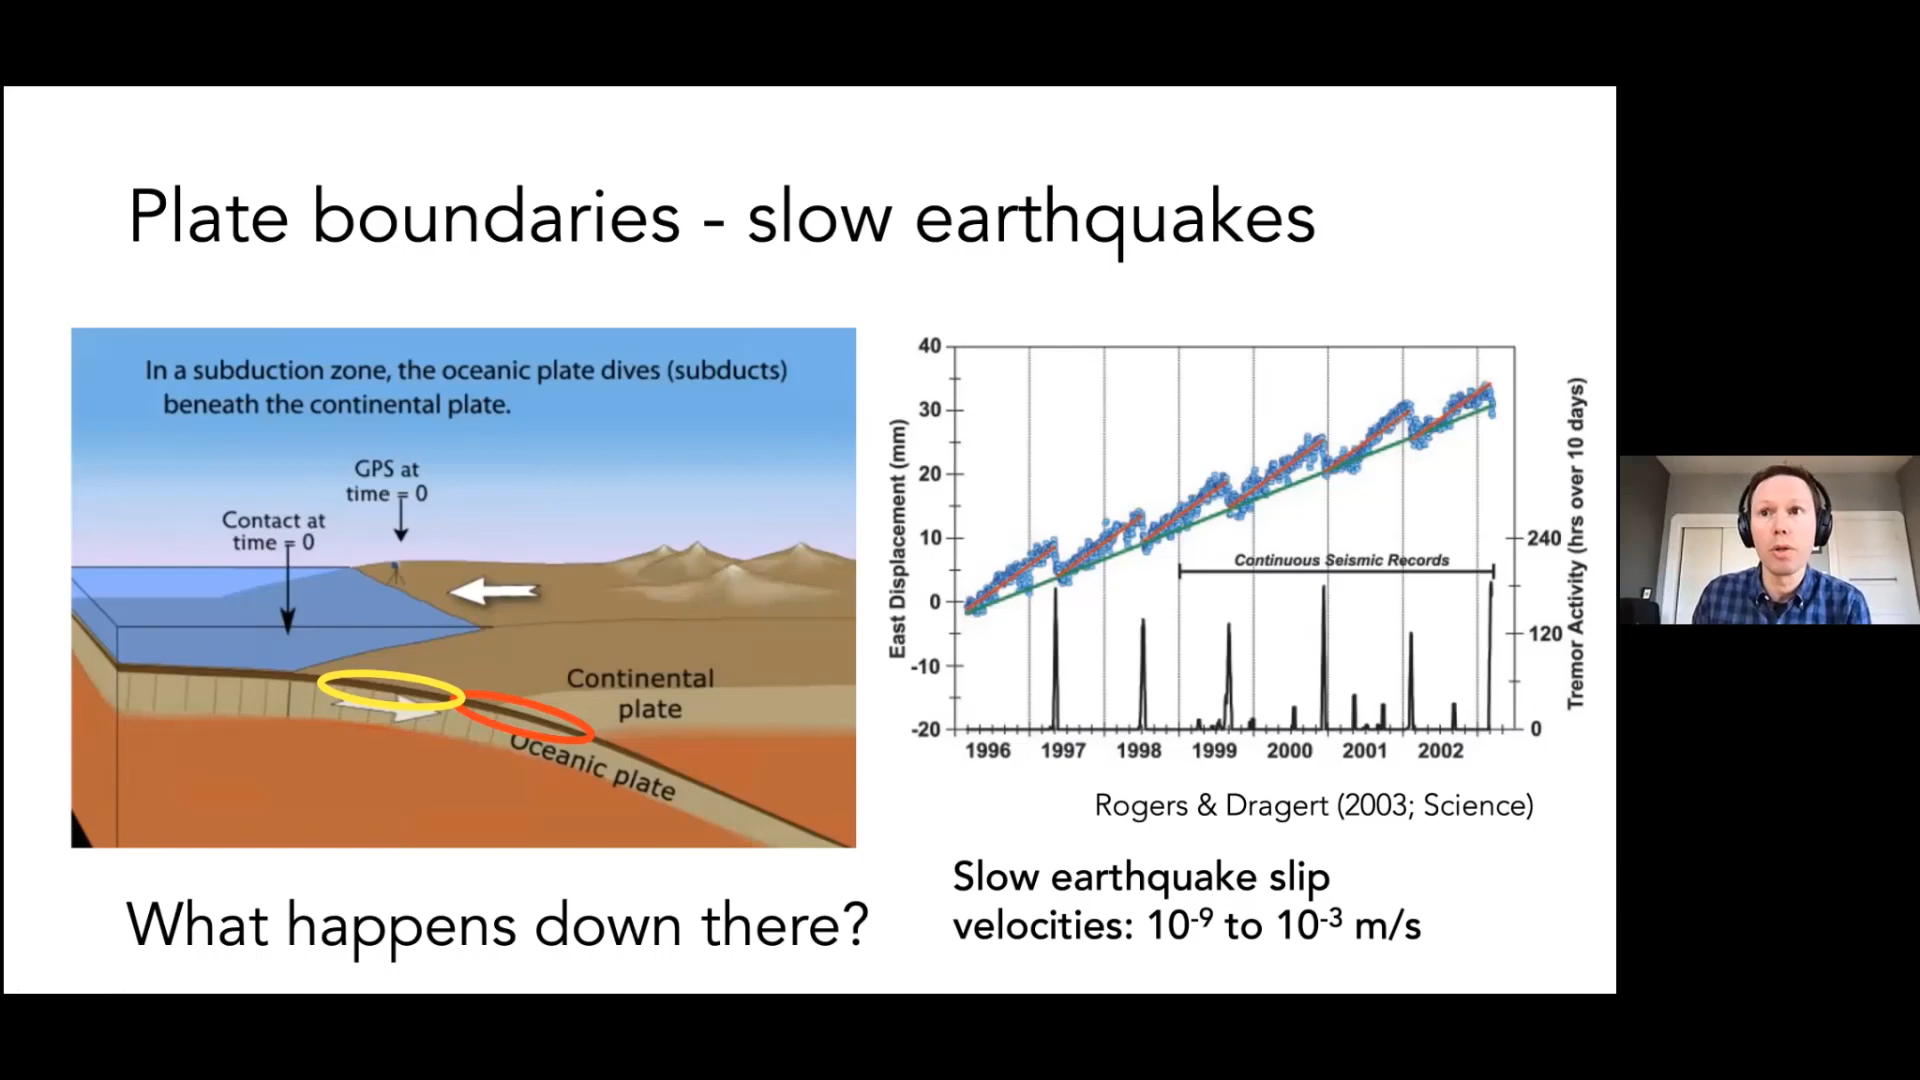 Plate boundaries - slow earthquakes
In a subduction zone, the oceanic plate dives (subducts)
beneath the continental plate.
GPS at
time = 0
Contact at
time = 0
Continental
plate
Oceanic plate
What happens down there?
40
30
20
10
0
-10
-20
East Displacement (mm)
Continuous Seismic Records
240
120
0
Tremor Activity (hrs over 10 days)
1996 1997 1998 1999 2000 2001 2002
Rogers & Dragert (2003; Science)
Slow earthquake slip
velocities: 10⁻⁹ to 10⁻³ m/s